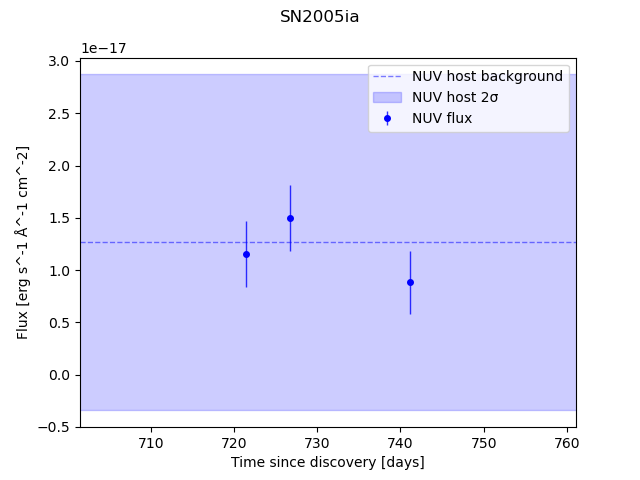 SN2005ia
1e−17
3.0
2.5
2.0
1.5
1.0
0.5
0.0
−0.5
Flux [erg s^-1 Å^-1 cm^-2]
NUV host background
NUV host 2σ
NUV flux
710 720 730 740 750 760
Time since discovery [days]